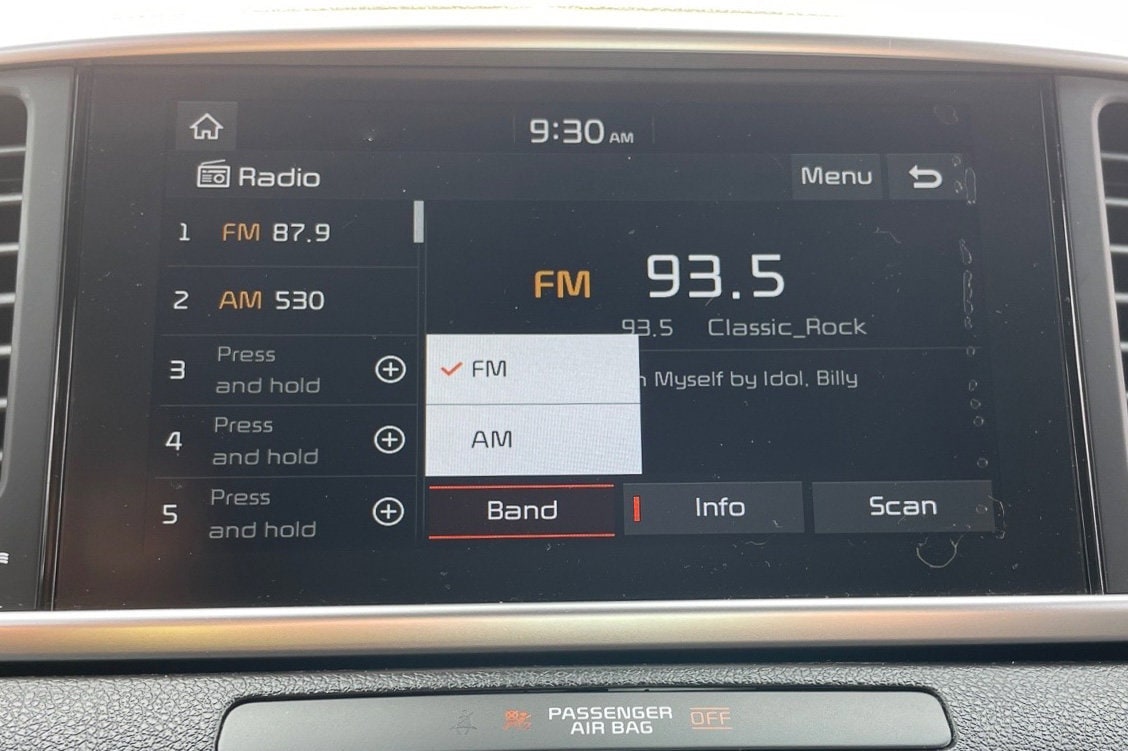 9:30 AM
Radio
Menu
1 FM 87.9
2 AM 530
3 Press
and hold
4 Press
and hold
5 Press
and hold
FM 93.5
93.5 Classic_Rock
Myself by Idol, Billy
FM
AM
Band
Info
Scan
PASSENGER
AIR BAG
OFF